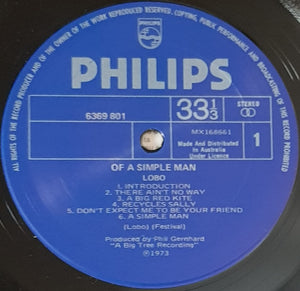 ALL RIGHTS OF THE RECORD PRODUCER AND OF THE OWNER OF THE WORK REPRODUCED RESERVED. COPYING, PUBLIC PERFORMANCE AND BROADCASTING OF THIS RECORD PROHIBITED
PHILIPS
PHILIPS
6369 801
33 1/3
STEREO
MX168661
Made And Distributed
In Australia
Under Licence
1
OF A SIMPLE MAN
LOBO
1. INTRODUCTION
2. THERE AIN'T NO WAY
3. A BIG RED KITE
4. RECYCLES SALLY
5. DON'T EXPECT ME TO BE YOUR FRIEND
6. A SIMPLE MAN
(Lobo) (Festival)
Produced by Phil Gernhard
"A Big Tree Recording"
℗1973